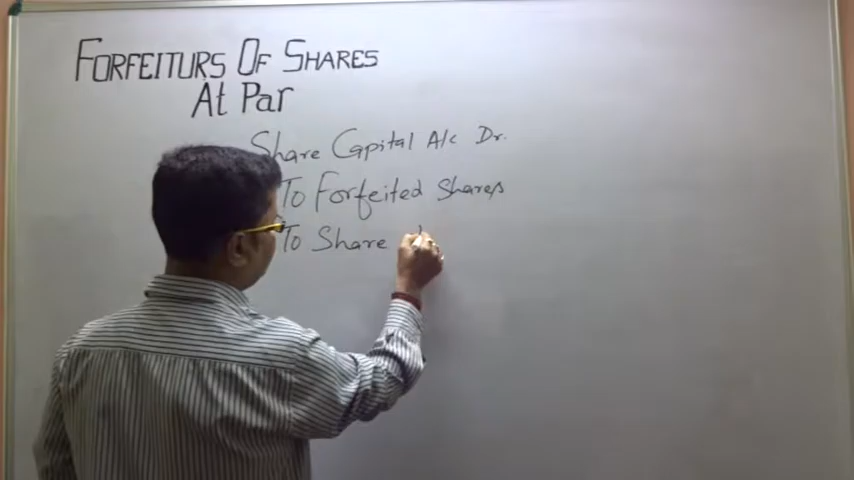 FORFEITURS OF SHARES
At Par
Share Capital A/c Dr.
To Forfeited Shares
To Share